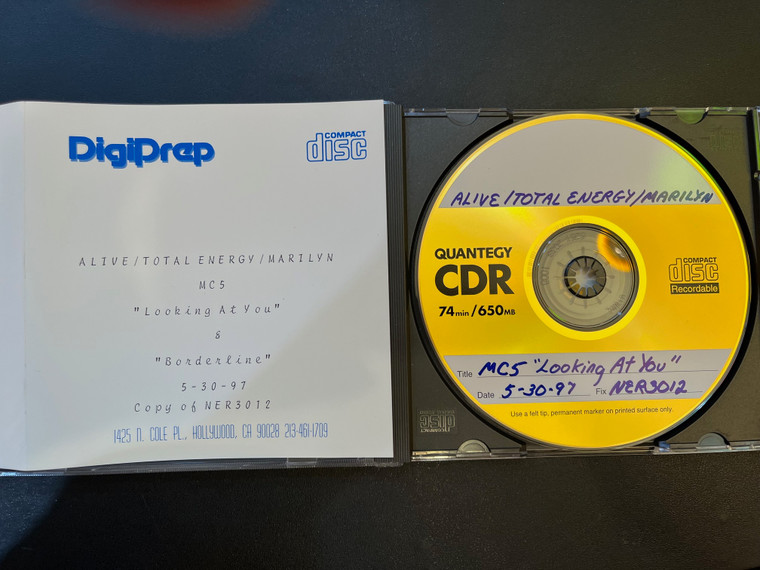 DigiPrep
COMPACT
disc
ALIVE/TOTAL ENERGY/MARILYN
MC5
"Looking At You"
&
"Borderline"
5-30-97
Copy of NER3012
1425 N. COLE PL., HOLLYWOOD, CA 90028 213-461-1709
ALIVE/TOTAL ENERGY/MARILYN
QUANTEGY
CDR
74min/650MB
COMPACT
disc
Recordable
Title MC5 "Looking At You"
Date 5-30-97 Fix NER3012
Use a felt tip, permanent marker on printed surface only.
disc
COMPACT